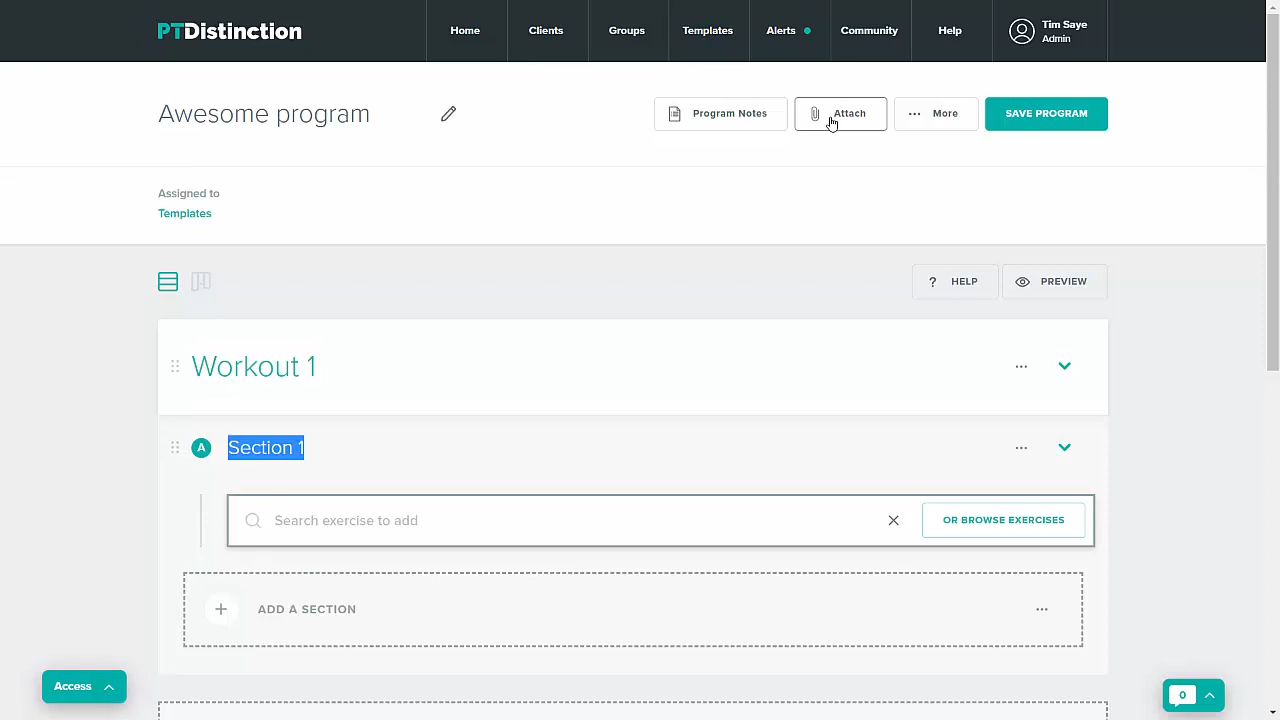 PTDistinction
Home
Clients
Groups
Templates
Alerts
Community
Help
Tim Saye
Admin
Awesome program
Program Notes
Attach
More
SAVE PROGRAM
Assigned to
Templates
? HELP
PREVIEW
Workout 1
A
Section 1
Search exercise to add
OR BROWSE EXERCISES
ADD A SECTION
Access
0